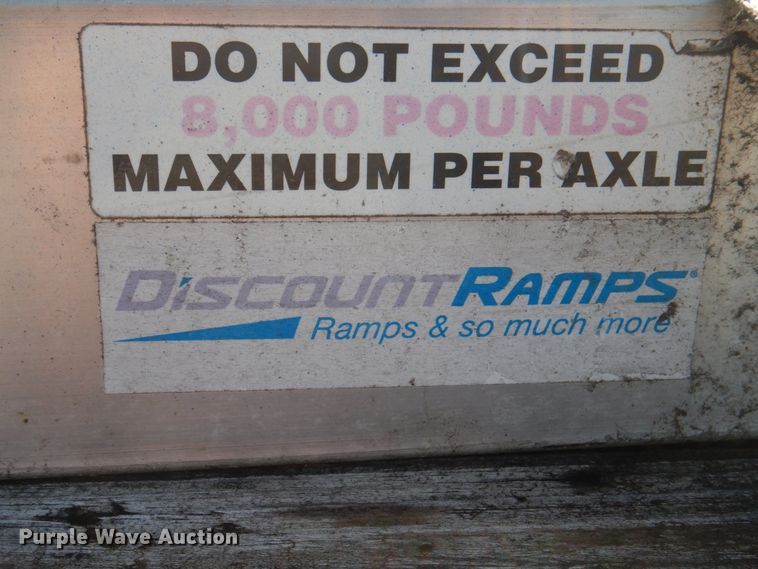 DO NOT EXCEED
8,000 POUNDS
MAXIMUM PER AXLE
DISCOUNTRAMPS®
Ramps & so much more
Purple Wave Auction